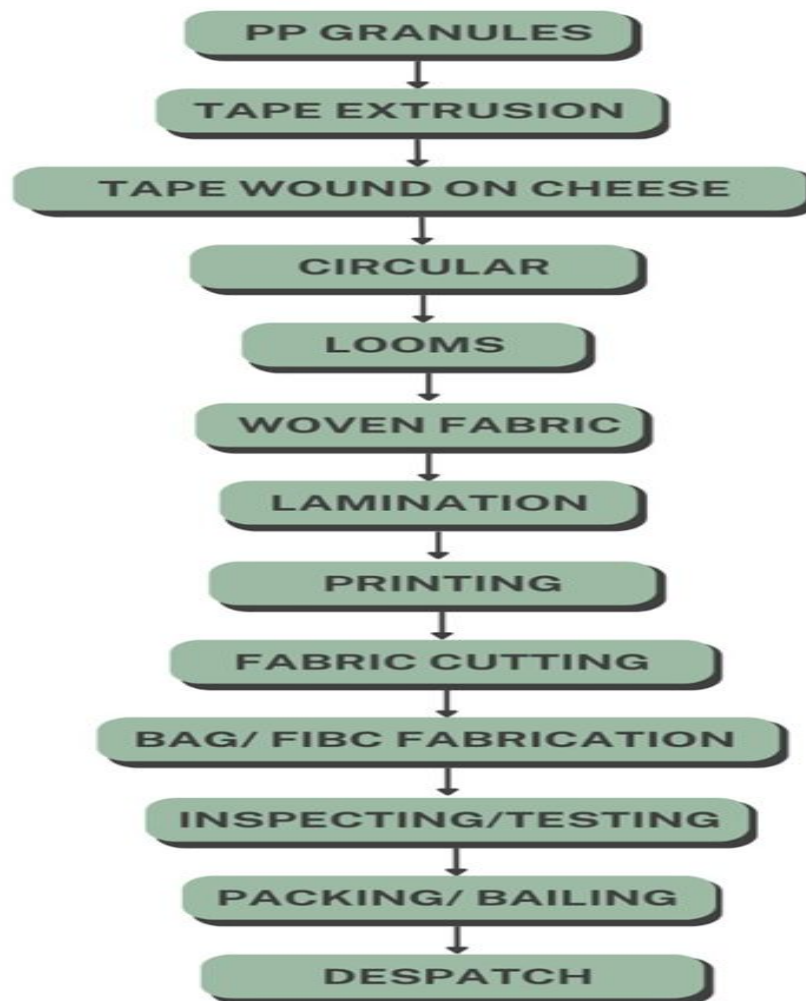 PP GRANULES
TAPE EXTRUSION
TAPE WOUND ON CHEESE
CIRCULAR
LOOMS
WOVEN FABRIC
LAMINATION
PRINTING
FABRIC CUTTING
BAG/ FIBC FABRICATION
INSPECTING/TESTING
PACKING/ BAILING
DESPATCH